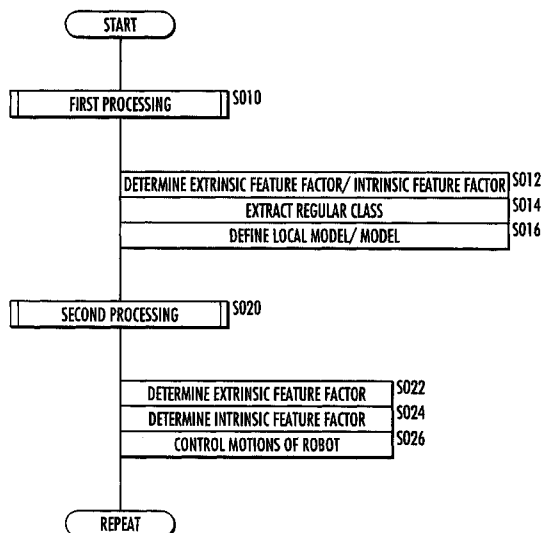 START
FIRST PROCESSING S010
DETERMINE EXTRINSIC FEATURE FACTOR/ INTRINSIC FEATURE FACTOR S012
EXTRACT REGULAR CLASS S014
DEFINE LOCAL MODEL/ MODEL S016
SECOND PROCESSING S020
DETERMINE EXTRINSIC FEATURE FACTOR S022
DETERMINE INTRINSIC FEATURE FACTOR S024
CONTROL MOTIONS OF ROBOT S026
REPEAT